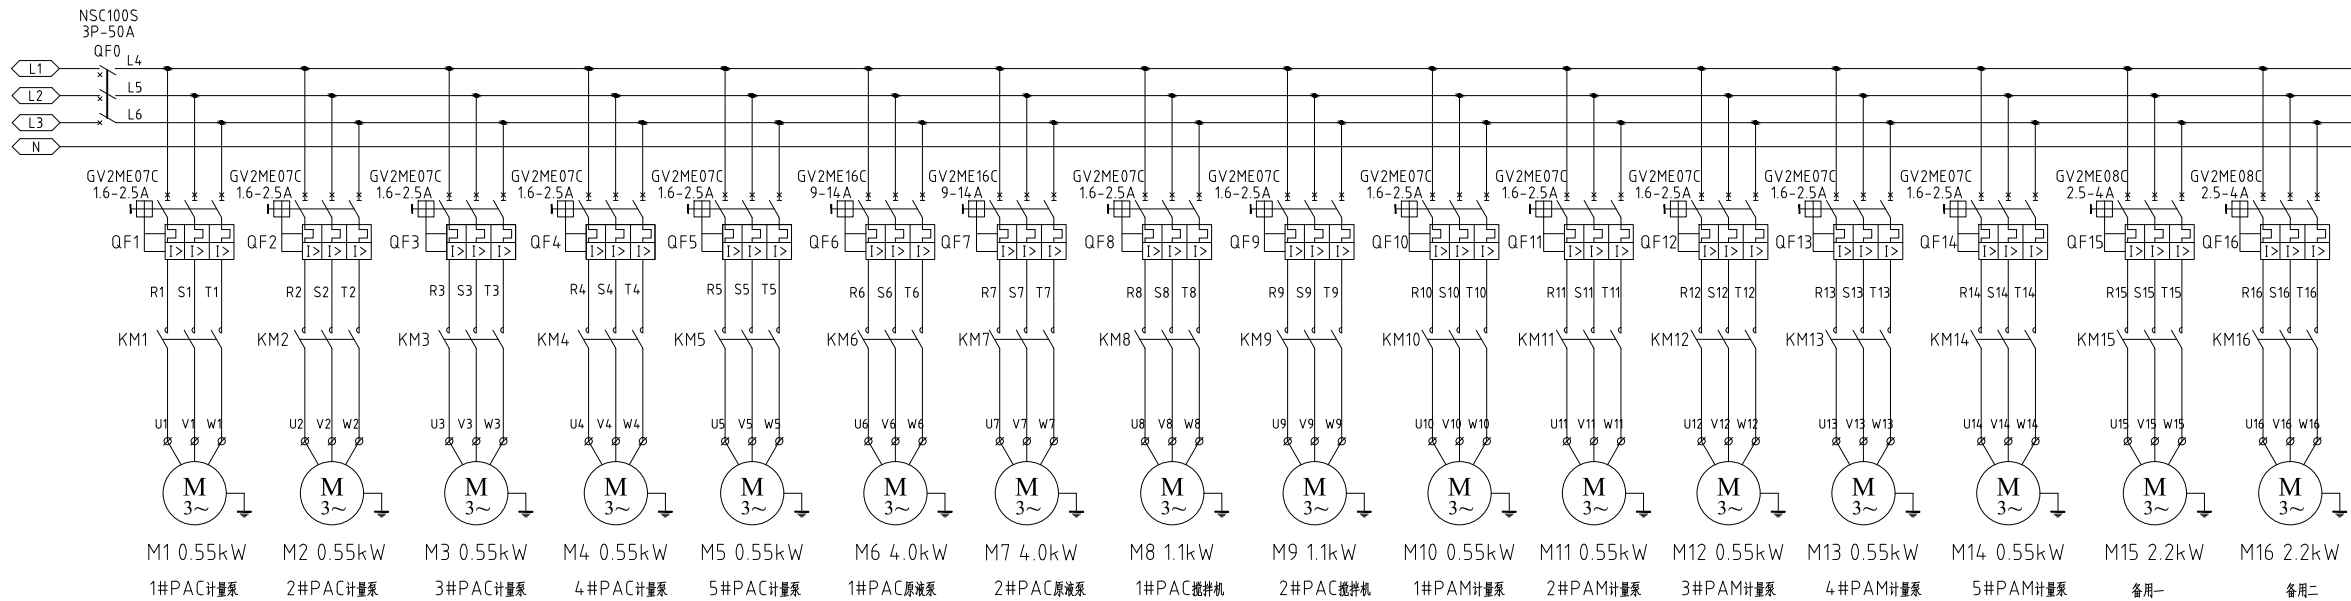 NSC100S
3P-50A
QF0
L1 L4
L2 L5
L3 L6
N
GV2ME07C GV2ME07C GV2ME07C GV2ME07C GV2ME07C GV2ME16C GV2ME16C GV2ME07C GV2ME07C GV2ME07C GV2ME07C GV2ME07C GV2ME07C GV2ME07C GV2ME08C GV2ME08C
1.6-2.5A 1.6-2.5A 1.6-2.5A 1.6-2.5A 1.6-2.5A 9-14A 9-14A 1.6-2.5A 1.6-2.5A 1.6-2.5A 1.6-2.5A 1.6-2.5A 1.6-2.5A 1.6-2.5A 2.5-4A 2.5-4A
QF1 I> I> I> QF2 I> I> I> QF3 I> I> I> QF4 I> I> I> QF5 I> I> I> QF6 I> I> I> QF7 I> I> I> QF8 I> I> I> QF9 I> I> I> QF10 I> I> I> QF11 I> I> I> QF12 I> I> I> QF13 I> I> I> QF14 I> I> I> QF15 I> I> I> QF16 I> I> I>
R1 S1 T1 R2 S2 T2 R3 S3 T3 R4 S4 T4 R5 S5 T5 R6 S6 T6 R7 S7 T7 R8 S8 T8 R9 S9 T9 R10 S10 T10 R11 S11 T11 R12 S12 T12 R13 S13 T13 R14 S14 T14 R15 S15 T15 R16 S16 T16
KM1 KM2 KM3 KM4 KM5 KM6 KM7 KM8 KM9 KM10 KM11 KM12 KM13 KM14 KM15 KM16
U1 V1 W1 U2 V2 W2 U3 V3 W3 U4 V4 W4 U5 V5 W5 U6 V6 W6 U7 V7 W7 U8 V8 W8 U9 V9 W9 U10 V10 W10 U11 V11 W11 U12 V12 W12 U13 V13 W13 U14 V14 W14 U15 V15 W15 U16 V16 W16
M M M M M M M M M M M M M M M M
3~ 3~ 3~ 3~ 3~ 3~ 3~ 3~ 3~ 3~ 3~ 3~ 3~ 3~ 3~ 3~
M1 0.55kW M2 0.55kW M3 0.55kW M4 0.55kW M5 0.55kW M6 4.0kW M7 4.0kW M8 1.1kW M9 1.1kW M10 0.55kW M11 0.55kW M12 0.55kW M13 0.55kW M14 0.55kW M15 2.2kW M16 2.2kW
1#PAC计量泵 2#PAC计量泵 3#PAC计量泵 4#PAC计量泵 5#PAC计量泵 1#PAC原液泵 2#PAC原液泵 1#PAC搅拌机 2#PAC搅拌机 1#PAM计量泵 2#PAM计量泵 3#PAM计量泵 4#PAM计量泵 5#PAM计量泵 备用一 备用二